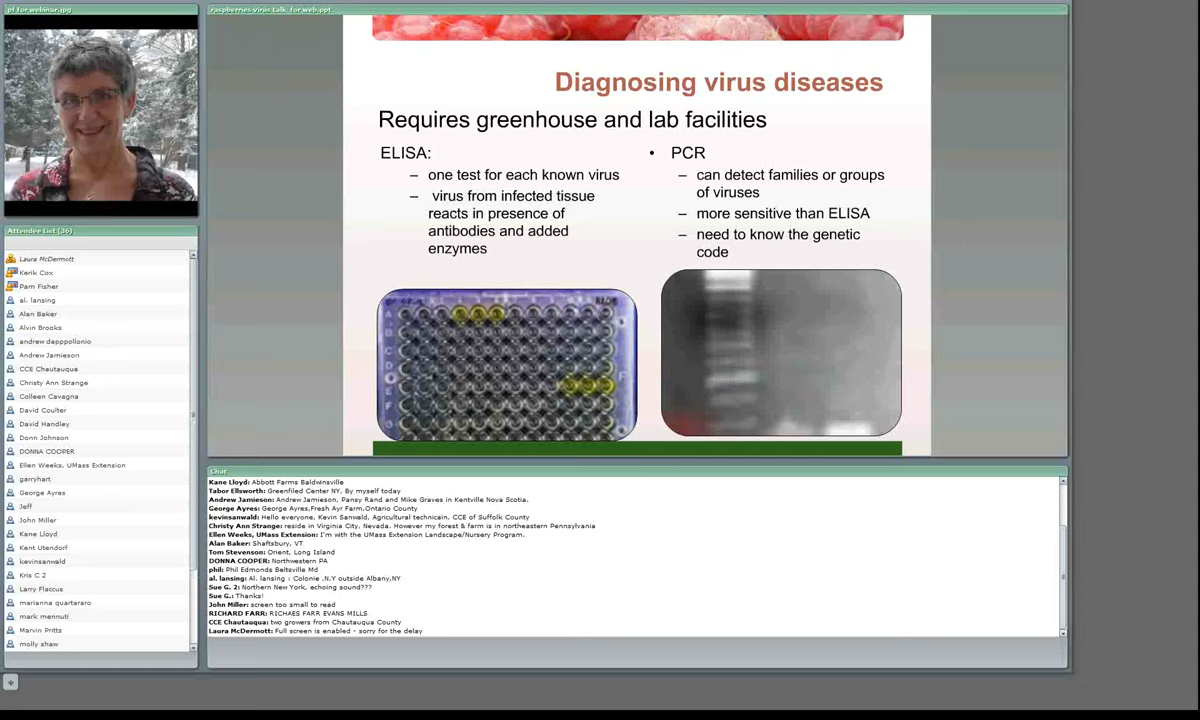 pf for webinar.jpg
raspberries virus talk for web.ppt
Diagnosing virus diseases
Requires greenhouse and lab facilities
ELISA:
– one test for each known virus
– virus from infected tissue
reacts in presence of
antibodies and added
enzymes
• PCR
– can detect families or groups
of viruses
– more sensitive than ELISA
– need to know the genetic
code
Attendee List (36)
Laura McDermott
Kerik Cox
Pam Fisher
al. lansing
Alan Baker
Alvin Brooks
andrew dapppollonio
Andrew Jamieson
CCE Chautauqua
Christy Ann Strange
Colleen Cavagna
David Coulter
David Handley
Donn Johnson
DONNA COOPER
Ellen Weeks, UMass Extension
garryhart
George Ayres
Jeff
John Miller
Kane Lloyd
Kent Utendorf
kevinsanwald
Kris C 2
Larry Flaccus
marianna quartararo
mark mennuti
Marvin Pritts
molly shaw
Chat
Kane Lloyd: Abbott Farms Baldwinsville
Tabor Ellsworth: Greenfiled Center NY, By myself today
Andrew Jamieson: Andrew Jamieson, Pansy Rand and Mike Graves in Kentville Nova Scotia.
George Ayres: George Ayres,Fresh Ayr Farm,Ontario County
kevinsanwald: Hello everyone, Kevin Sanwald, Agricultural technicain, CCE of Suffolk County
Christy Ann Strange: reside in Virginia City, Nevada. However my forest & farm is in northeastern Pennsylvania
Ellen Weeks, UMass Extension: I'm with the UMass Extension Landscape/Nursery Program.
Alan Baker: Shaftsbury, VT
Tom Stevenson: Orient, Long Island
DONNA COOPER: Northwestern PA
phil: Phil Edmonds Beltsville Md
al. lansing: Al. lansing : Colonie ,N.Y outside Albany,NY
Sue G. 2: Northern New York, echoing sound???
Sue G.: Thanks!
John Miller: screen too small to read
RICHARD FARR: RICHAES FARR EVANS MILLS
CCE Chautauqua: two growers from Chautauqua County
Laura McDermott: Full screen is enabled - sorry for the delay